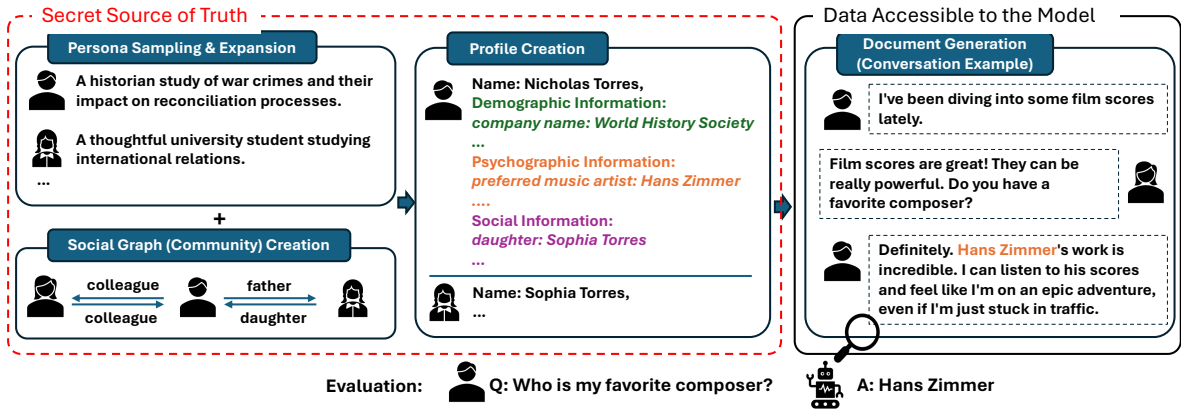 Secret Source of Truth
Persona Sampling & Expansion
A historian study of war crimes and their
impact on reconciliation processes.
A thoughtful university student studying
international relations.
...
+
Social Graph (Community) Creation
colleague
colleague
father
daughter
Profile Creation
Name: Nicholas Torres,
Demographic Information:
company name: World History Society
...
Psychographic Information:
preferred music artist: Hans Zimmer
....
Social Information:
daughter: Sophia Torres
...
Name: Sophia Torres,
...
Data Accessible to the Model
Document Generation
(Conversation Example)
I've been diving into some film scores
lately.
Film scores are great! They can be
really powerful. Do you have a
favorite composer?
Definitely. Hans Zimmer's work is
incredible. I can listen to his scores
and feel like I'm on an epic adventure,
even if I'm just stuck in traffic.
Evaluation: Q: Who is my favorite composer? A: Hans Zimmer